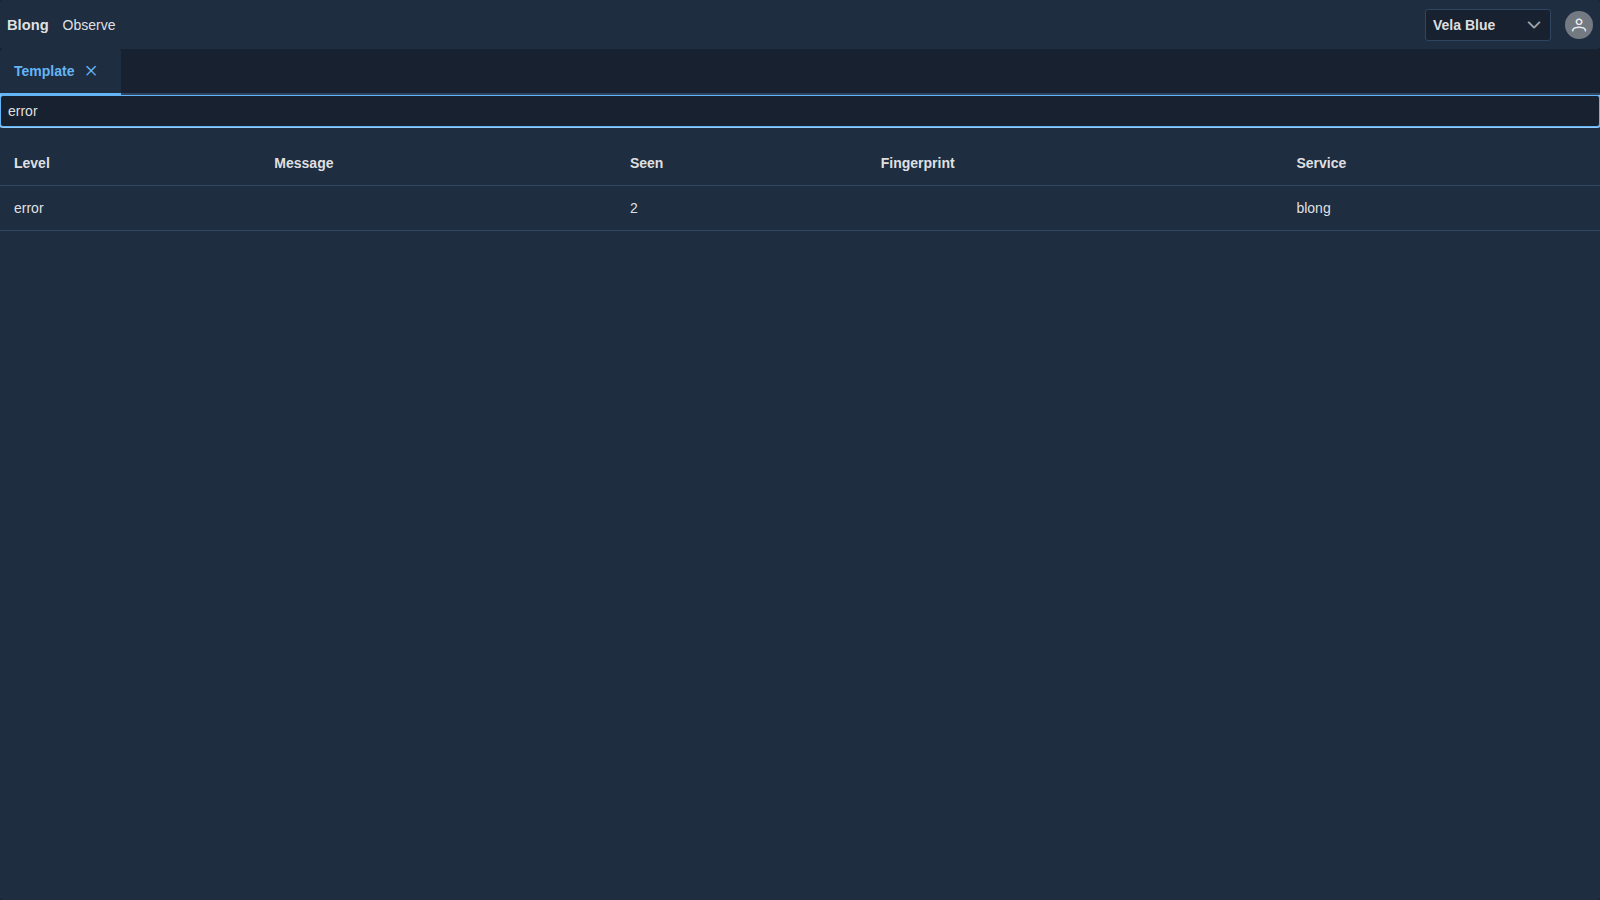 Blong Observe Vela Blue
Template
error
Level Message Seen Fingerprint Service
error 2 blong